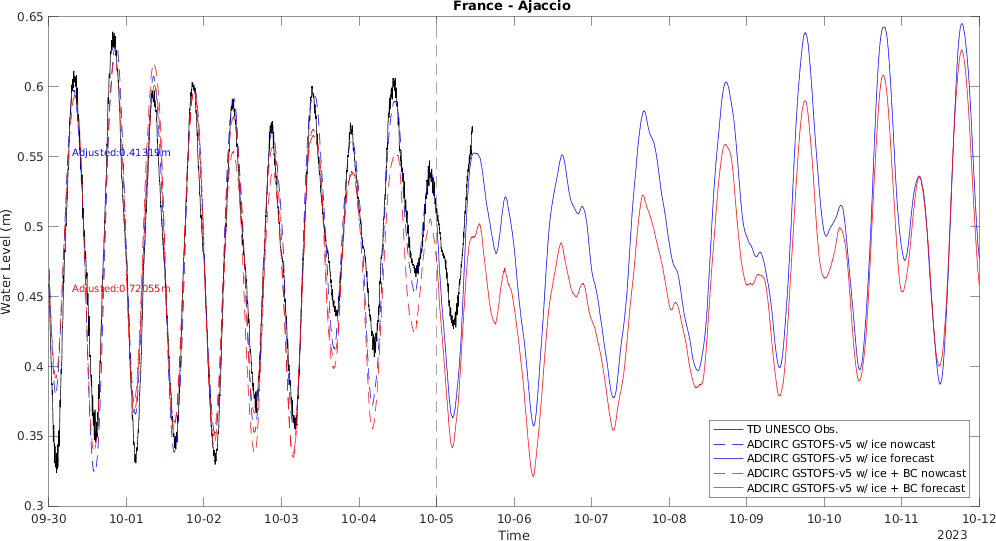 France - Ajaccio
Water Level (m)
0.65
0.6
0.55
0.5
0.45
0.4
0.35
0.3
Adjusted:0.41319m
Adjusted:0.72055m
TD UNESCO Obs.
ADCIRC GSTOFS-v5 w/ ice nowcast
ADCIRC GSTOFS-v5 w/ ice forecast
ADCIRC GSTOFS-v5 w/ ice + BC nowcast
ADCIRC GSTOFS-v5 w/ ice + BC forecast
09-30 10-01 10-02 10-03 10-04 10-05 10-06 10-07 10-08 10-09 10-10 10-11 10-12
Time
2023